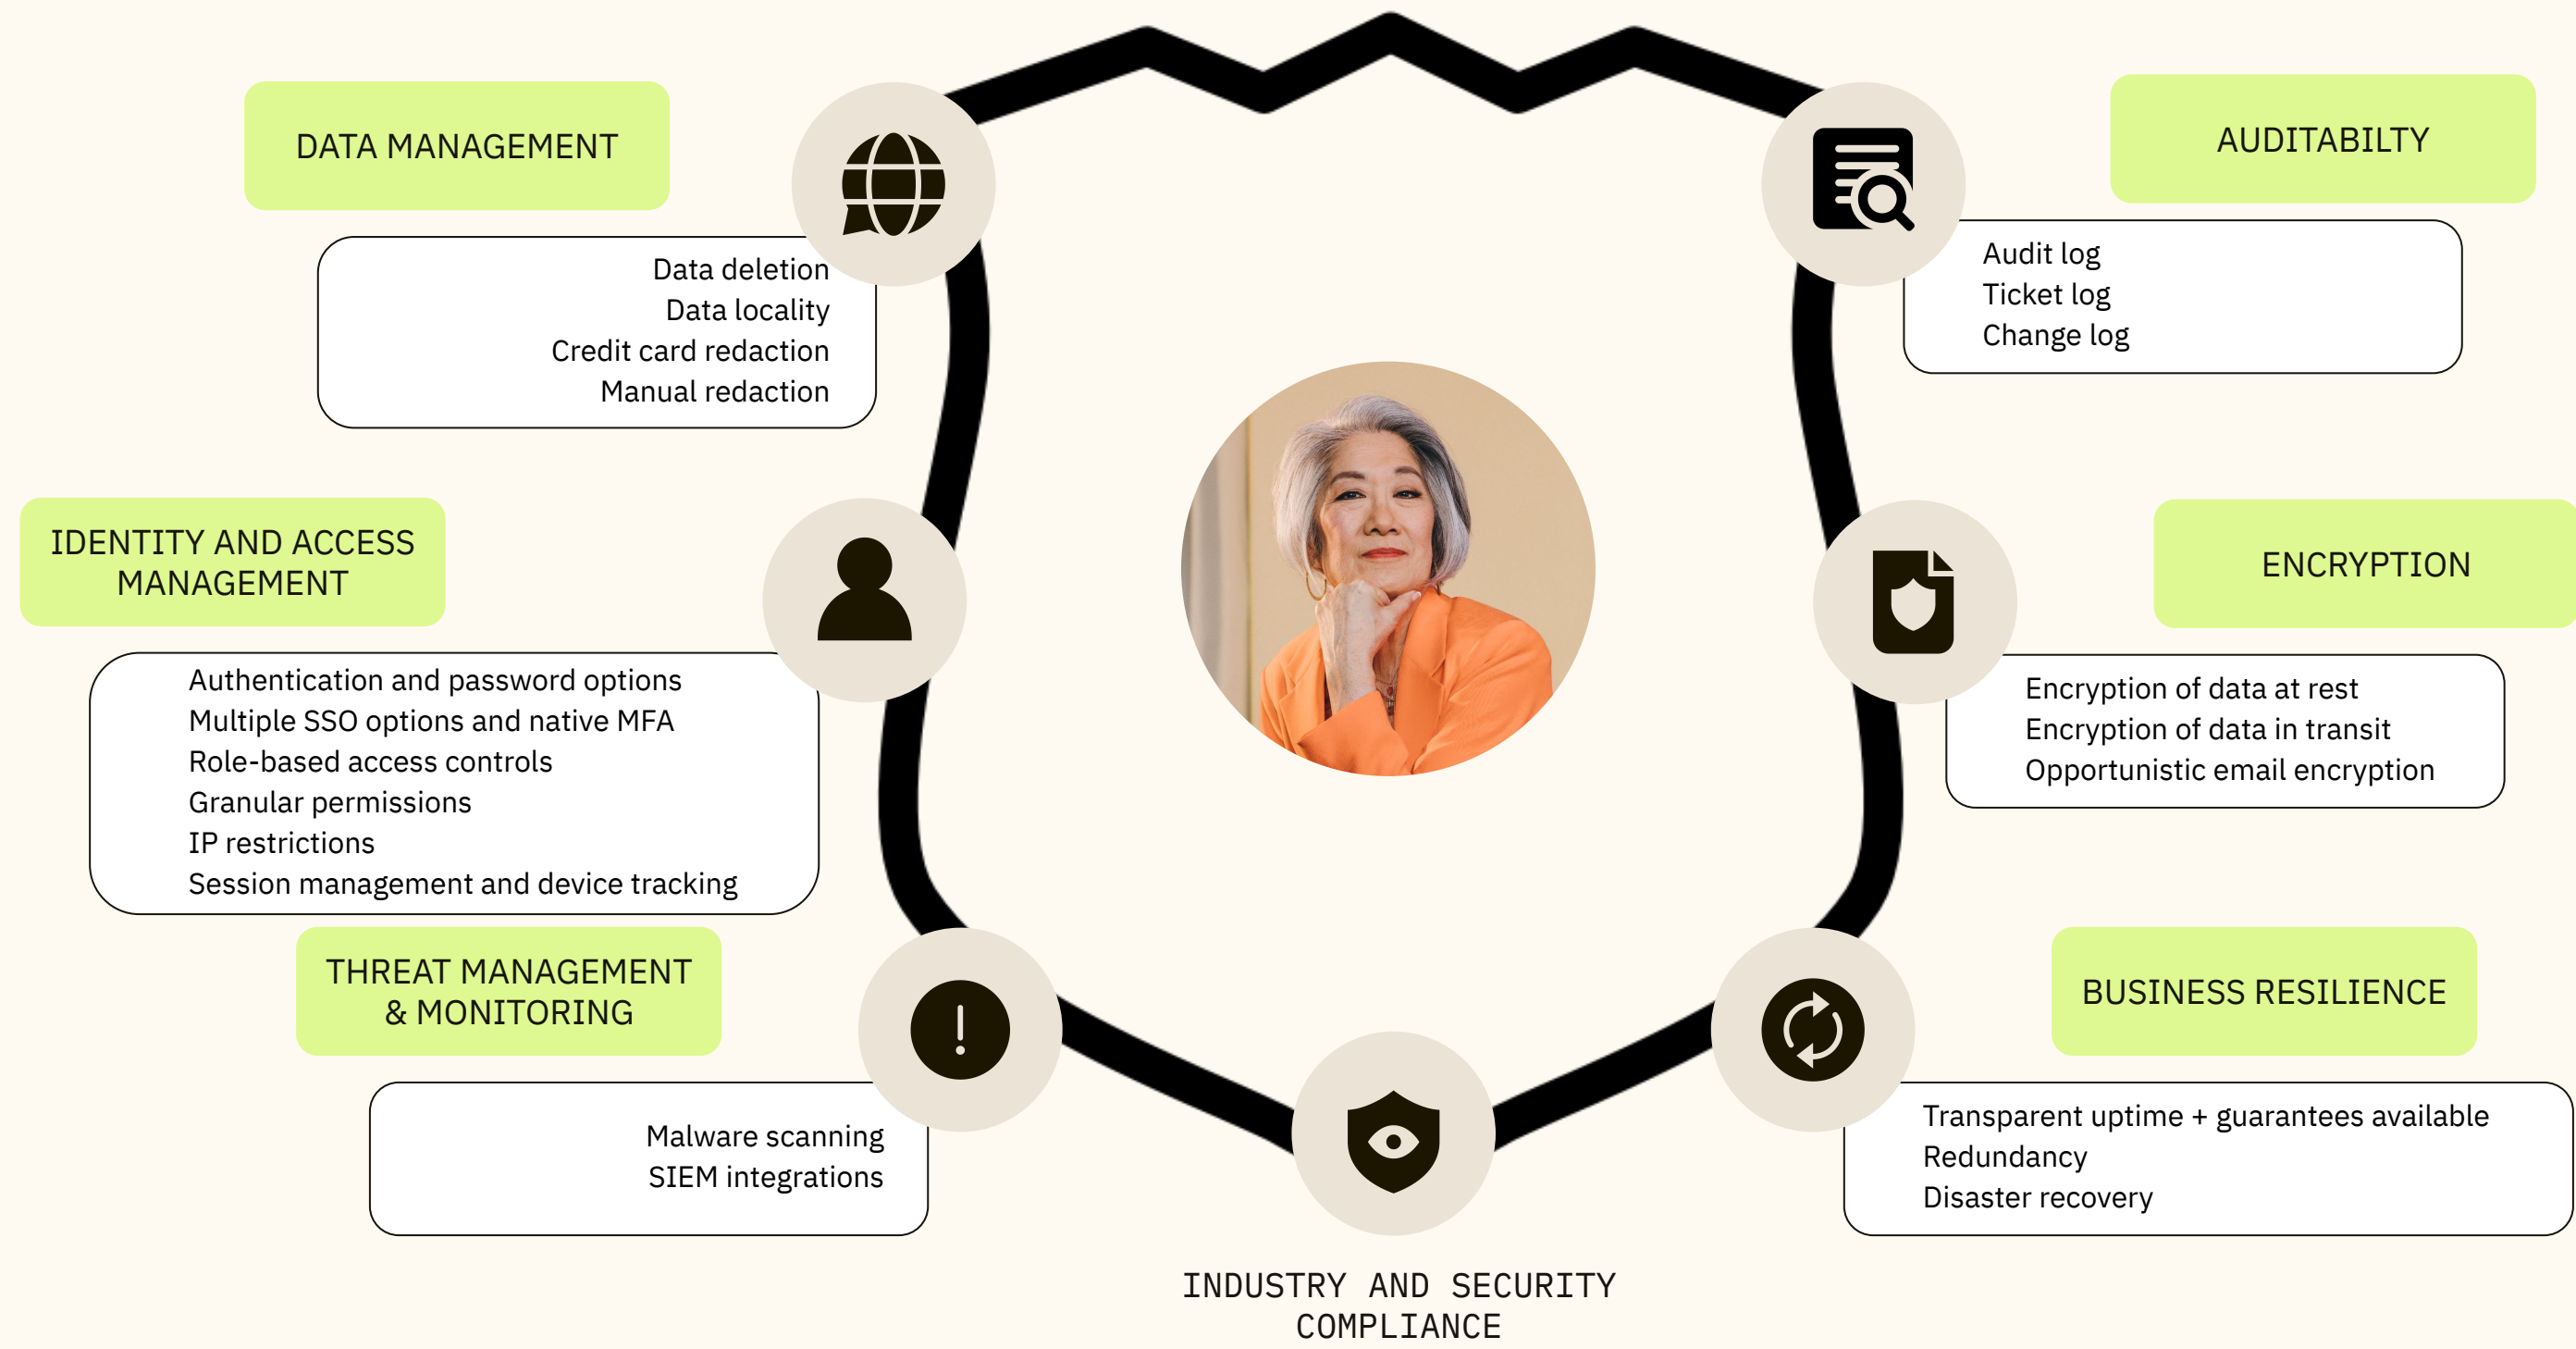 DATA MANAGEMENT
Data deletion
Data locality
Credit card redaction
Manual redaction
IDENTITY AND ACCESS
MANAGEMENT
Authentication and password options
Multiple SSO options and native MFA
Role-based access controls
Granular permissions
IP restrictions
Session management and device tracking
THREAT MANAGEMENT
& MONITORING
Malware scanning
SIEM integrations
AUDITABILTY
Audit log
Ticket log
Change log
ENCRYPTION
Encryption of data at rest
Encryption of data in transit
Opportunistic email encryption
BUSINESS RESILIENCE
Transparent uptime + guarantees available
Redundancy
Disaster recovery
INDUSTRY AND SECURITY
COMPLIANCE